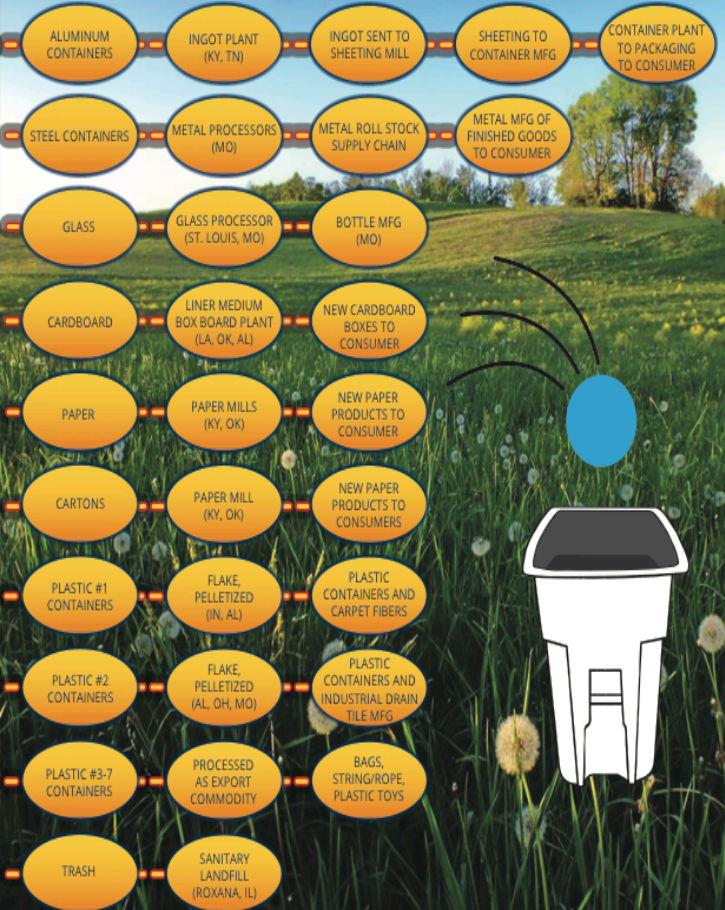 ALUMINUM
CONTAINERS
INGOT PLANT
(KY, TN)
INGOT SENT TO
SHEETING MILL
SHEETING TO
CONTAINER MFG
CONTAINER PLANT
TO PACKAGING
TO CONSUMER
STEEL CONTAINERS
METAL PROCESSORS
(MO)
METAL ROLL STOCK
SUPPLY CHAIN
METAL MFG OF
FINISHED GOODS
TO CONSUMER
GLASS
GLASS PROCESSOR
(ST. LOUIS, MO)
BOTTLE MFG
(MO)
CARDBOARD
LINER MEDIUM
BOX BOARD PLANT
(LA, OK, AL)
NEW CARDBOARD
BOXES TO
CONSUMER
PAPER
PAPER MILLS
(KY, OK)
NEW PAPER
PRODUCTS TO
CONSUMER
CARTONS
PAPER MILL
(KY, OK)
NEW PAPER
PRODUCTS TO
CONSUMERS
PLASTIC #1
CONTAINERS
FLAKE,
PELLETIZED
(IN, AL)
PLASTIC
CONTAINERS AND
CARPET FIBERS
PLASTIC #2
CONTAINERS
FLAKE,
PELLETIZED
(AL, OH, MO)
PLASTIC
CONTAINERS AND
INDUSTRIAL DRAIN
TILE MFG
PLASTIC #3-7
CONTAINERS
PROCESSED
AS EXPORT
COMMODITY
BAGS,
STRING/ROPE,
PLASTIC TOYS
TRASH
SANITARY
LANDFILL
(ROXANA, IL)